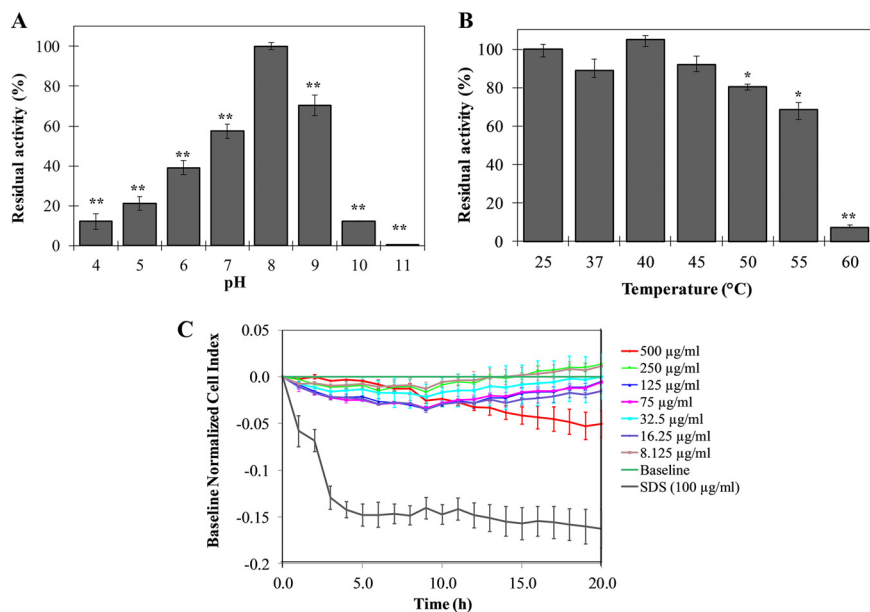 A
Residual activity (%)
100
80
60
40
20
0
** ** ** ** ** ** **
4 5 6 7 8 9 10 11
pH
B
Residual activity (%)
100
80
60
40
20
0
* * **
25 37 40 45 50 55 60
Temperature (°C)
C
Baseline Normalized Cell Index
0.05
0.0
-0.05
-0.1
-0.15
-0.2
0.0 5.0 10.0 15.0 20.0
Time (h)
500 µg/ml
250 µg/ml
125 µg/ml
75 µg/ml
32.5 µg/ml
16.25 µg/ml
8.125 µg/ml
Baseline
SDS (100 µg/ml)